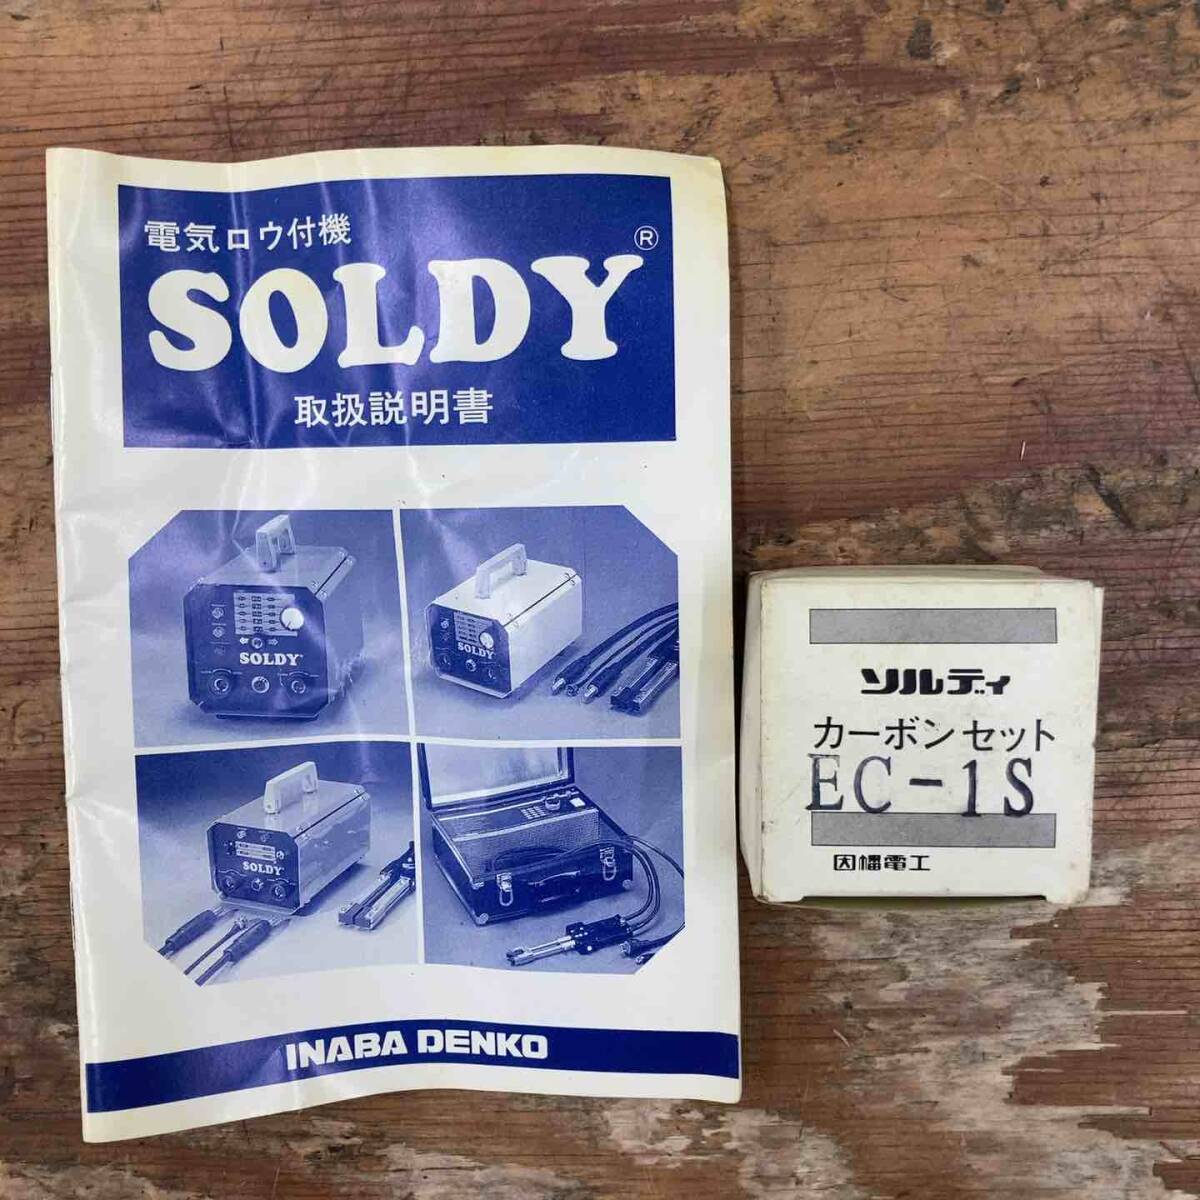 電気ロウ付機
SOLDY®
取扱説明書
SOLDY
SOLDY
SOLDY
INABA DENKO
ソルディ
カーボンセット
EC-1S
因幡電工